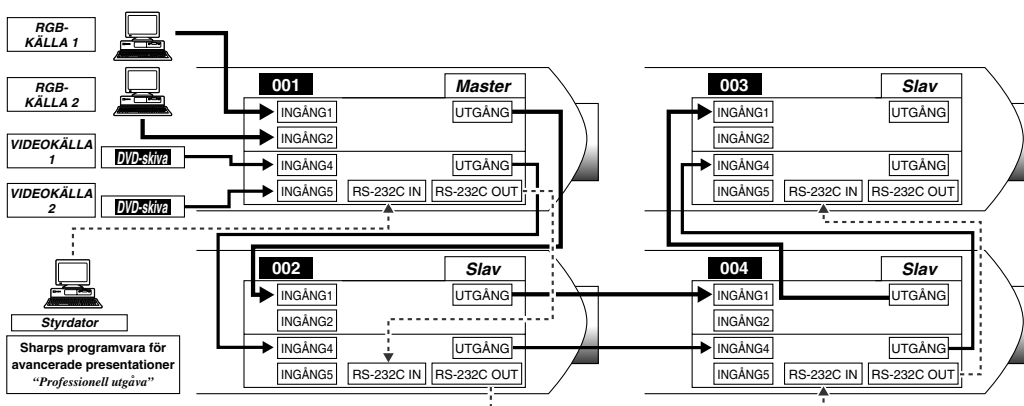 RGB-
KÄLLA 1
RGB-
KÄLLA 2
VIDEOKÄLLA
1
DVD-skiva
VIDEOKÄLLA
2
DVD-skiva
Styrdator
Sharps programvara för
avancerade presentationer
“Professionell utgåva”
001
Master
INGÅNG1
UTGÅNG
INGÅNG2
INGÅNG4
UTGÅNG
INGÅNG5
RS-232C IN
RS-232C OUT
003
Slav
INGÅNG1
UTGÅNG
INGÅNG2
INGÅNG4
UTGÅNG
INGÅNG5
RS-232C IN
RS-232C OUT
002
Slav
INGÅNG1
UTGÅNG
INGÅNG2
INGÅNG4
UTGÅNG
INGÅNG5
RS-232C IN
RS-232C OUT
004
Slav
INGÅNG1
UTGÅNG
INGÅNG2
INGÅNG4
UTGÅNG
INGÅNG5
RS-232C IN
RS-232C OUT